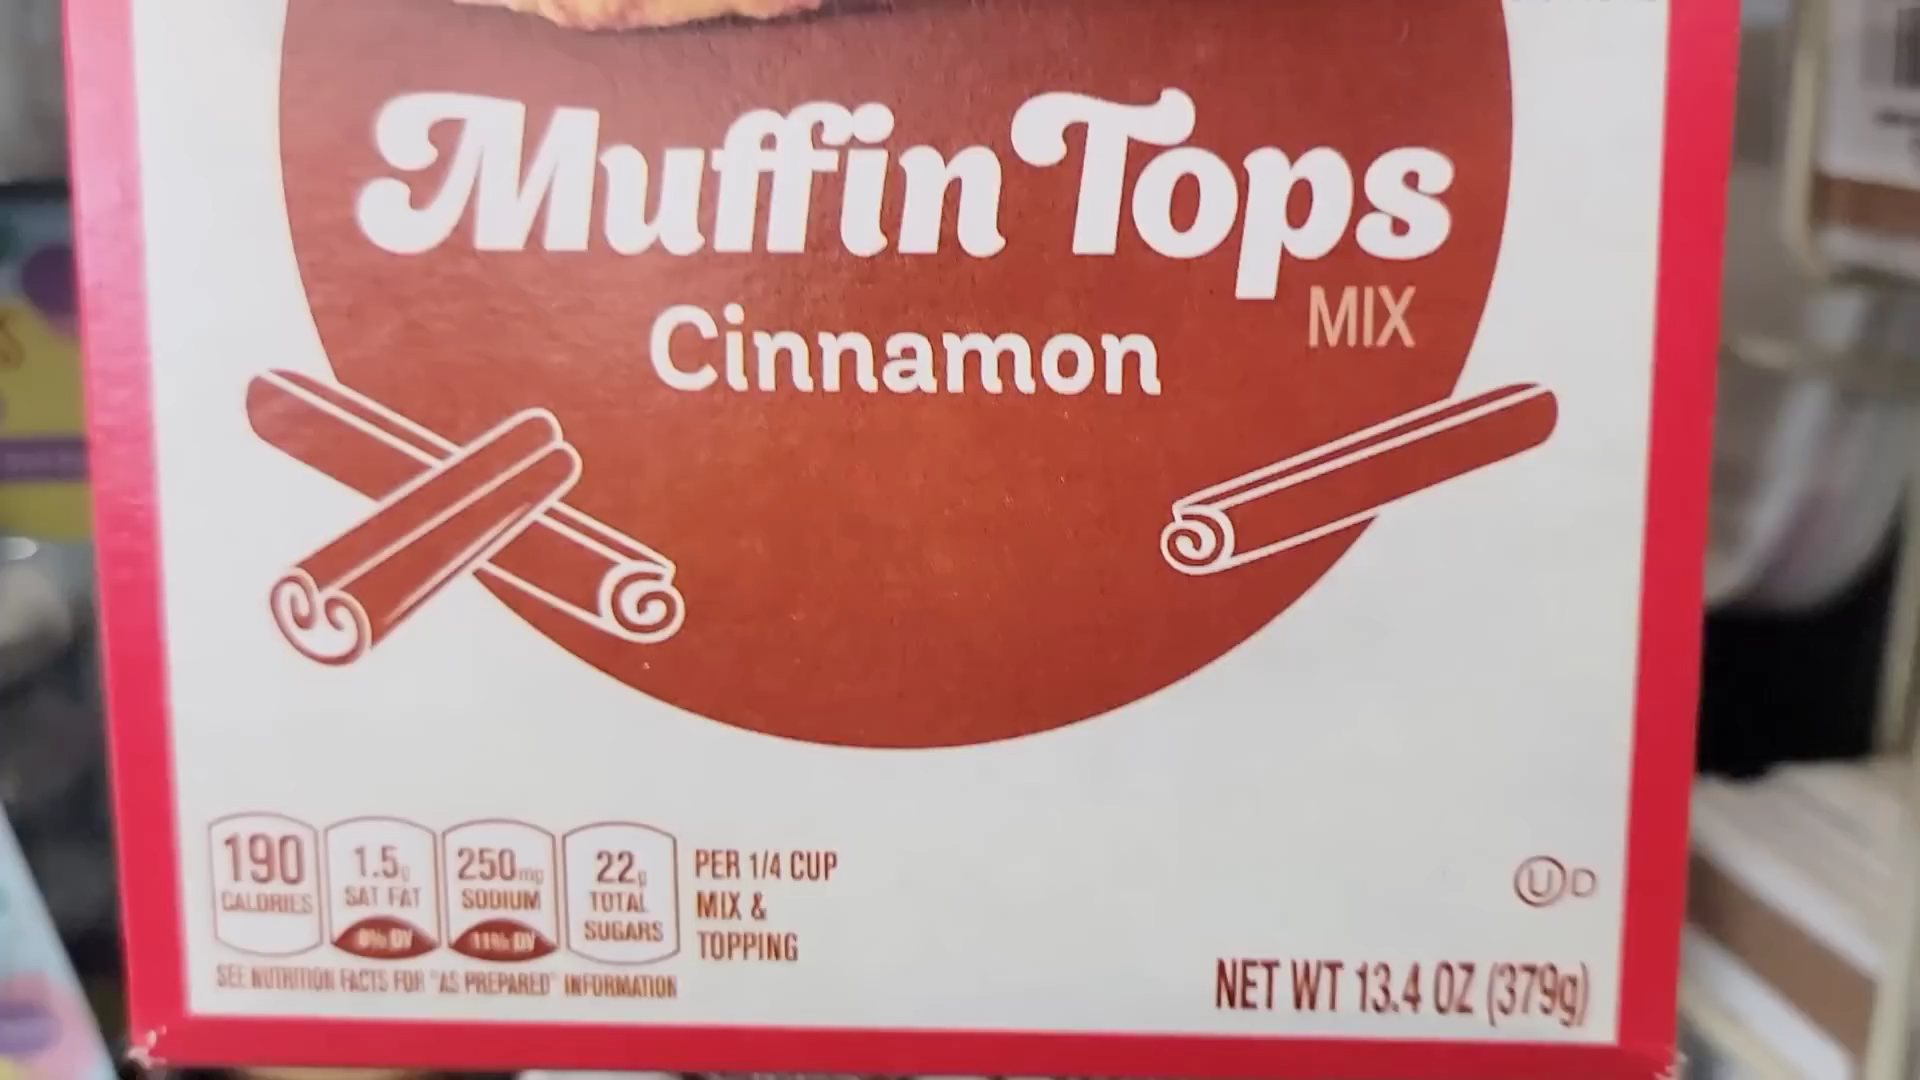 Muffin Tops
MIX
Cinnamon
190
CALORIES
1.5g
SAT FAT
8% DV
250mg
SODIUM
11% DV
22g
TOTAL
SUGARS
PER 1/4 CUP
MIX &
TOPPING
SEE NUTRITION FACTS FOR "AS PREPARED" INFORMATION
U D
NET WT 13.4 OZ (379g)